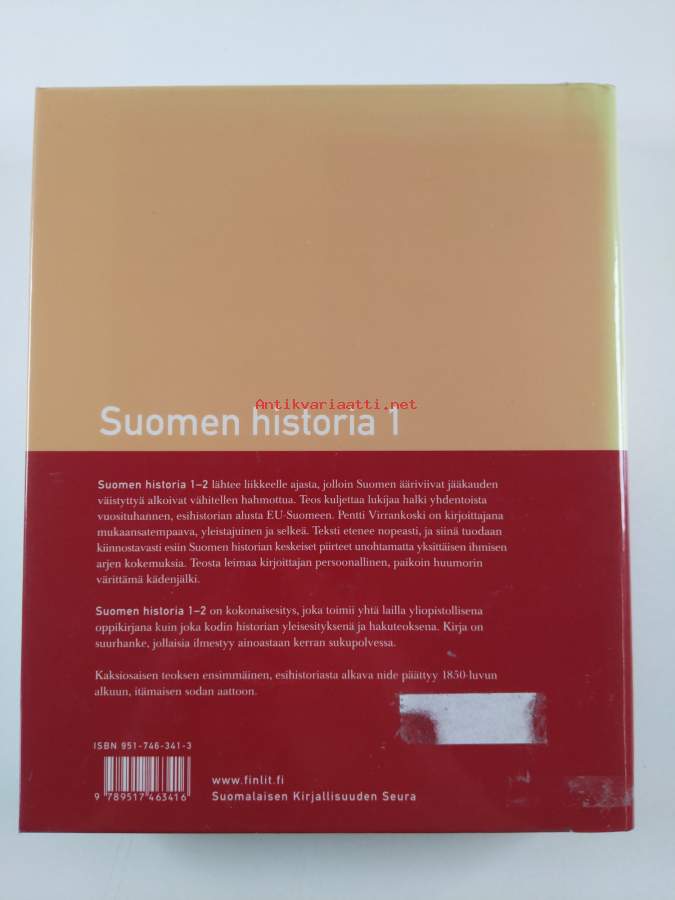 Antikvariaatti.net
Suomen historia 1
Suomen historia 1–2 lähtee liikkeelle ajasta, jolloin Suomen ääriviivat jääkauden
väistyttyä alkoivat vähitellen hahmottua. Teos kuljettaa lukijaa halki yhdentoista
vuosituhannen, esihistorian alusta EU-Suomeen. Pentti Virrankoski on kirjoittajana
mukaansatempaava, yleistajuinen ja selkeä. Teksti etenee nopeasti, ja siinä tuodaan
kiinnostavasti esiin Suomen historian keskeiset piirteet unohtamatta yksittäisen ihmisen
arjen kokemuksia. Teosta leimaa kirjoittajan persoonallinen, paikoin huumorin
värittämä kädenjälki.
Suomen historia 1–2 on kokonaisesitys, joka toimii yhtä lailla yliopistollisena
oppikirjana kuin joka kodin historian yleisesityksenä ja hakuteoksena. Kirja on
suurhanke, jollaisia ilmestyy ainoastaan kerran sukupolvessa.
Kaksiosaisen teoksen ensimmäinen, esihistoriasta alkava nide päättyy 1850-luvun
alkuun, itämaisen sodan aattoon.
ISBN 951-746-341-3
9 789517 463416
www.finlit.fi
Suomalaisen Kirjallisuuden Seura